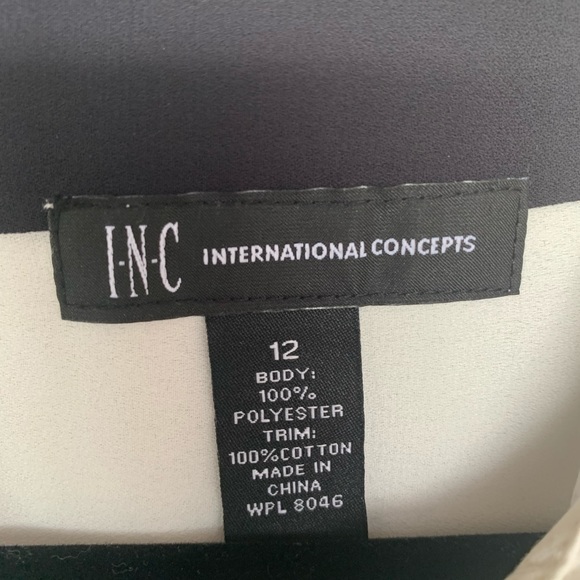 I-N-C INTERNATIONAL CONCEPTS
12
BODY:
100%
POLYESTER
TRIM:
100%COTTON
MADE IN
CHINA
WPL 8046